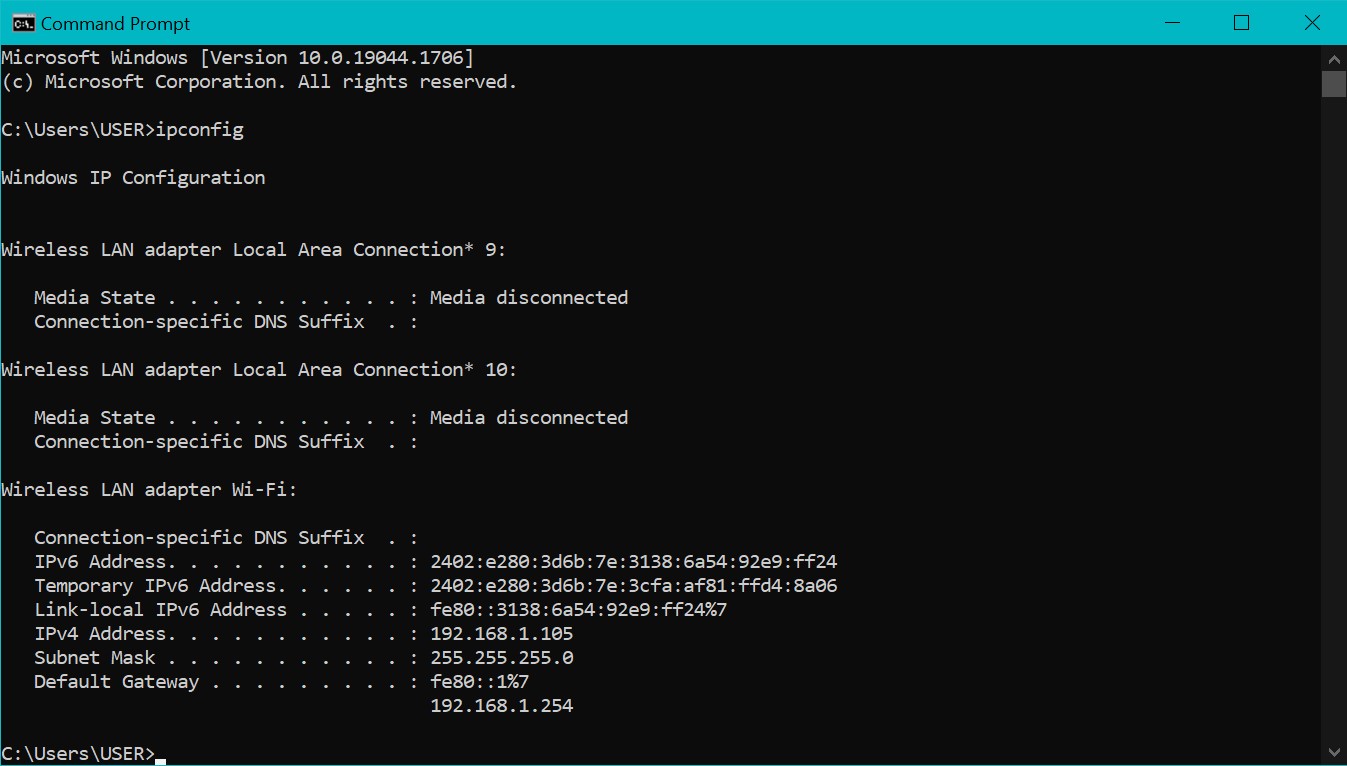 Command Prompt
Microsoft Windows [Version 10.0.19044.1706]
(c) Microsoft Corporation. All rights reserved.
C:\Users\USER>ipconfig
Windows IP Configuration
Wireless LAN adapter Local Area Connection* 9:
   Media State . . . . . . . . . . . : Media disconnected
   Connection-specific DNS Suffix  . :
Wireless LAN adapter Local Area Connection* 10:
   Media State . . . . . . . . . . . : Media disconnected
   Connection-specific DNS Suffix  . :
Wireless LAN adapter Wi-Fi:
   Connection-specific DNS Suffix  . :
   IPv6 Address. . . . . . . . . . . : 2402:e280:3d6b:7e:3138:6a54:92e9:ff24
   Temporary IPv6 Address. . . . . . : 2402:e280:3d6b:7e:3cfa:af81:ffd4:8a06
   Link-local IPv6 Address . . . . . : fe80::3138:6a54:92e9:ff24%7
   IPv4 Address. . . . . . . . . . . : 192.168.1.105
   Subnet Mask . . . . . . . . . . . : 255.255.255.0
   Default Gateway . . . . . . . . . : fe80::1%7
                                       192.168.1.254
C:\Users\USER>